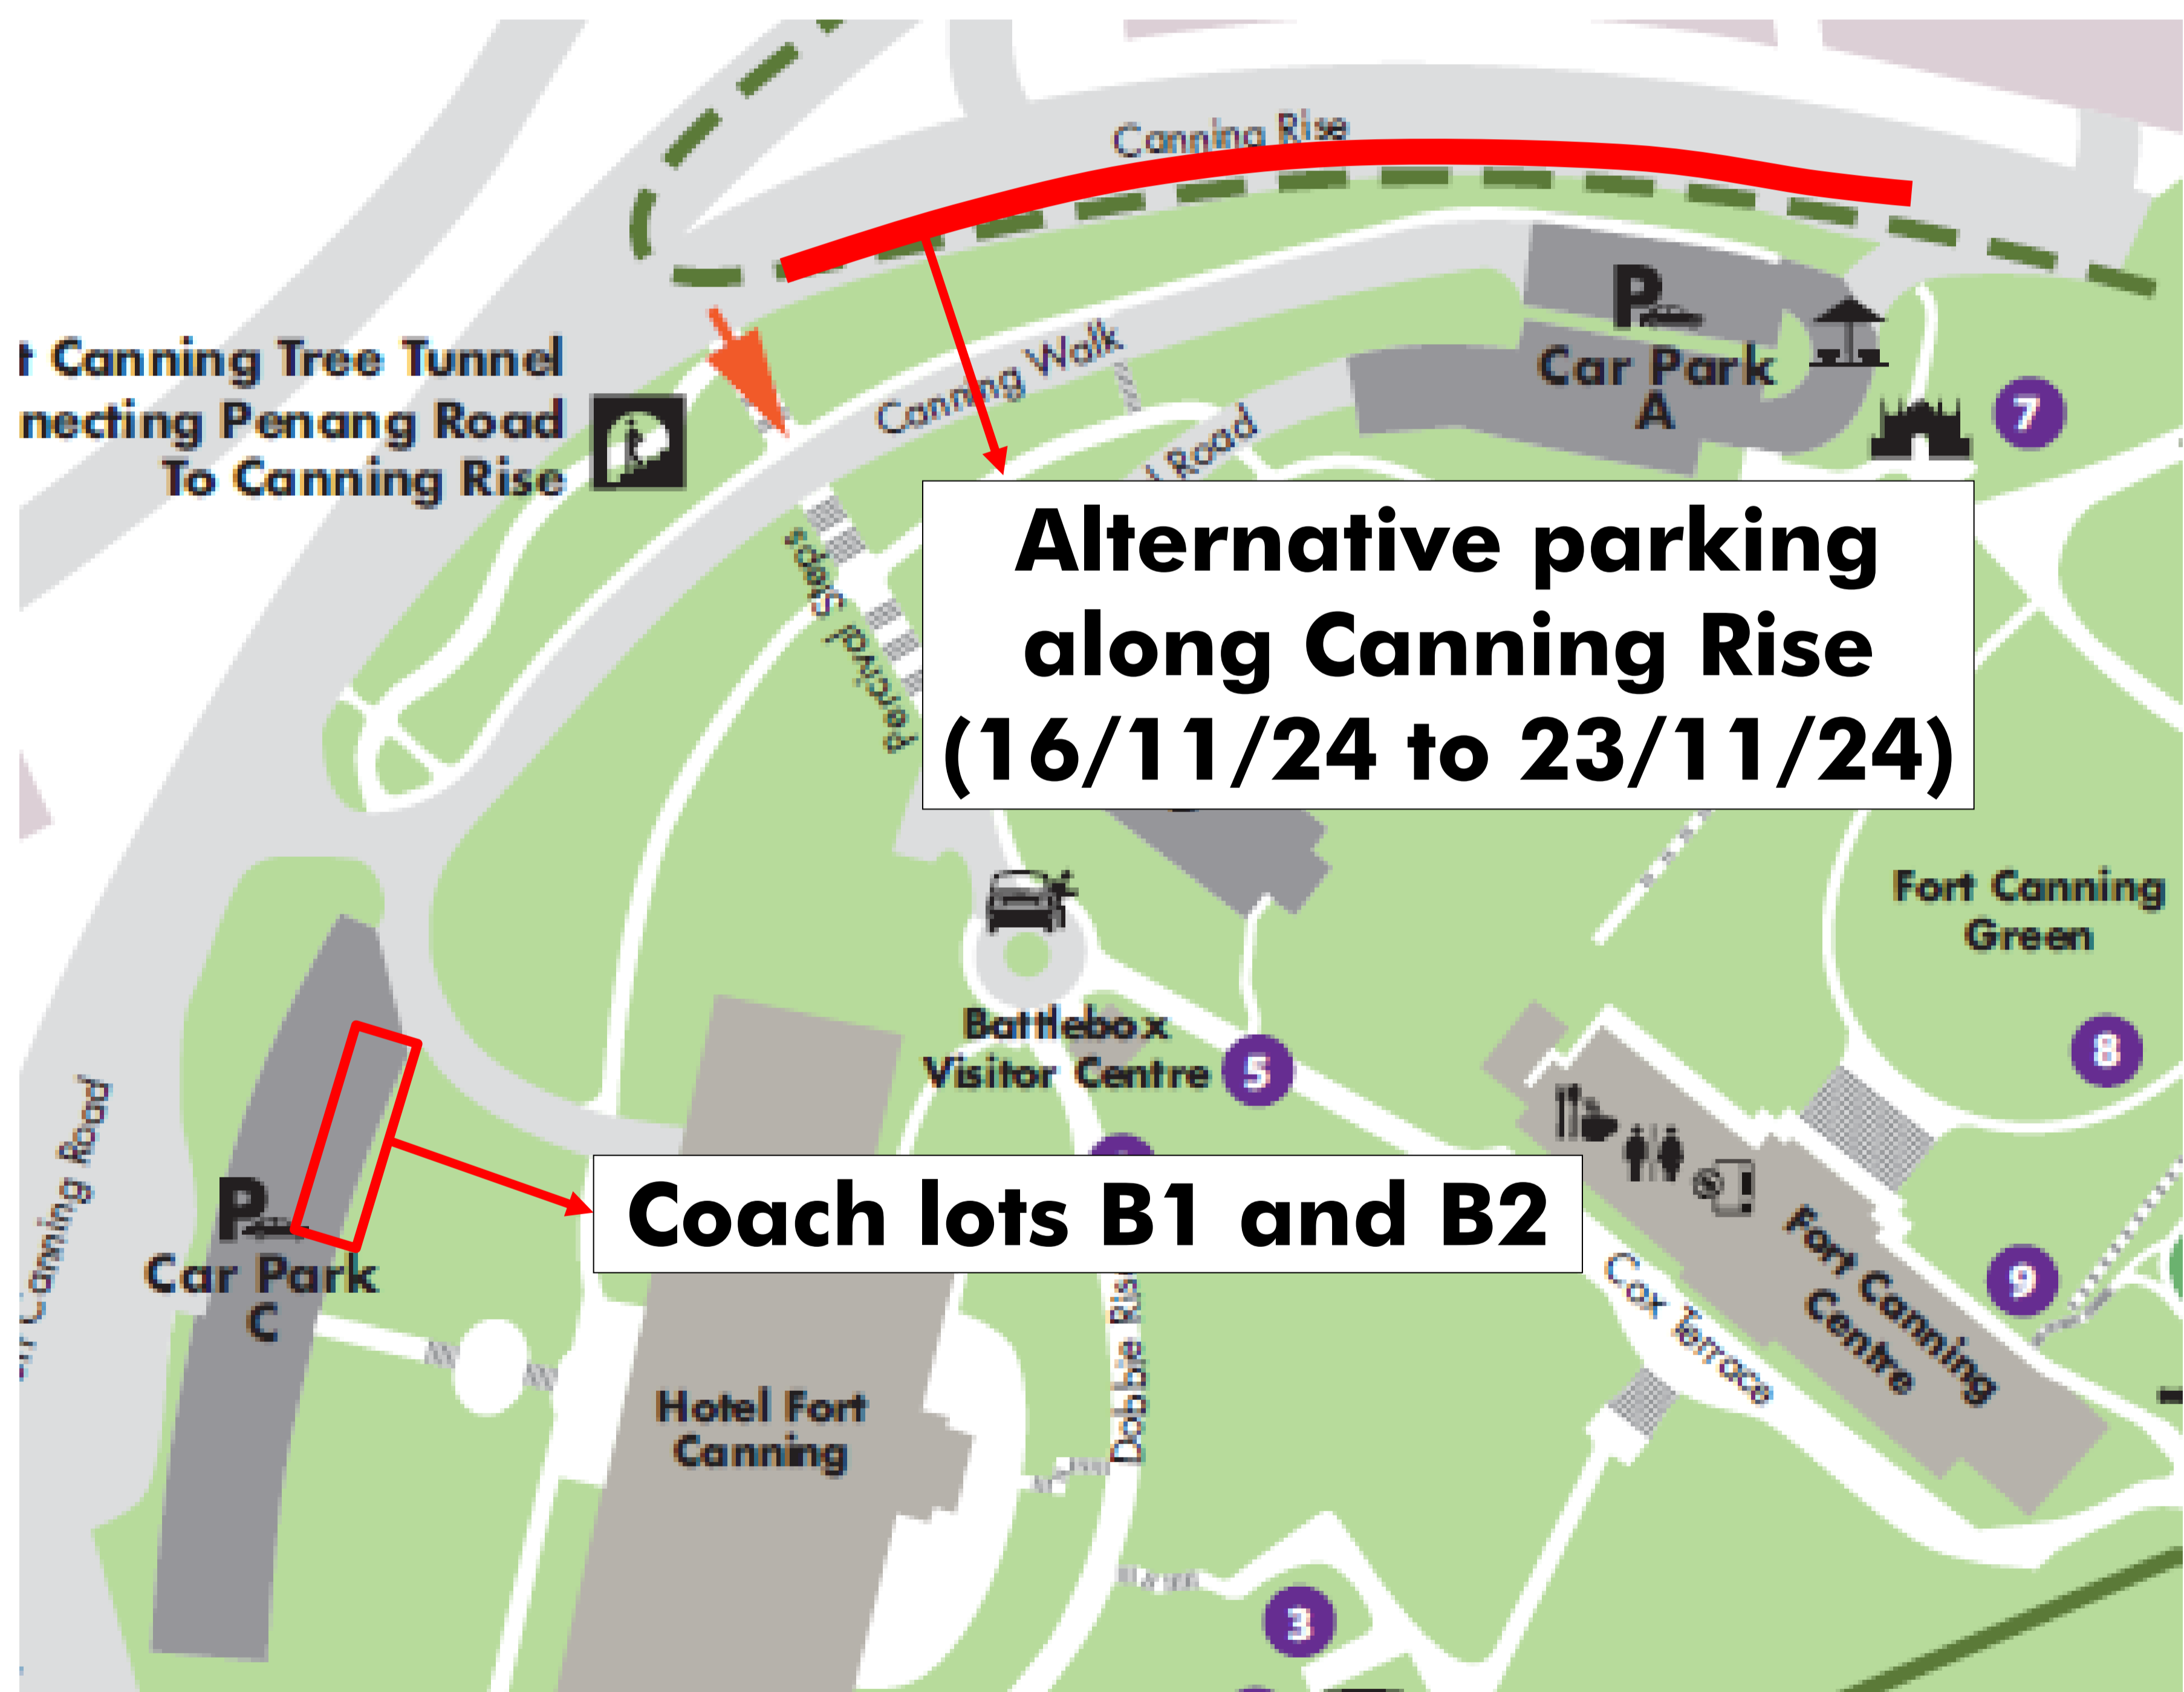 Canning Rise
t Canning Tree Tunnel
necting Penang Road
To Canning Rise
Canning Walk
Road
P
Car Park
A
7
Percival Steps
Alternative parking
along Canning Rise
(16/11/24 to 23/11/24)
Fort Canning
Green
Battlebox
Visitor Centre
5
8
Canning Road
P
Car Park
C
Coach lots B1 and B2
Cox Terrace
Fort Canning
Centre
9
Hotel Fort
Canning
Dobbie Ris
3